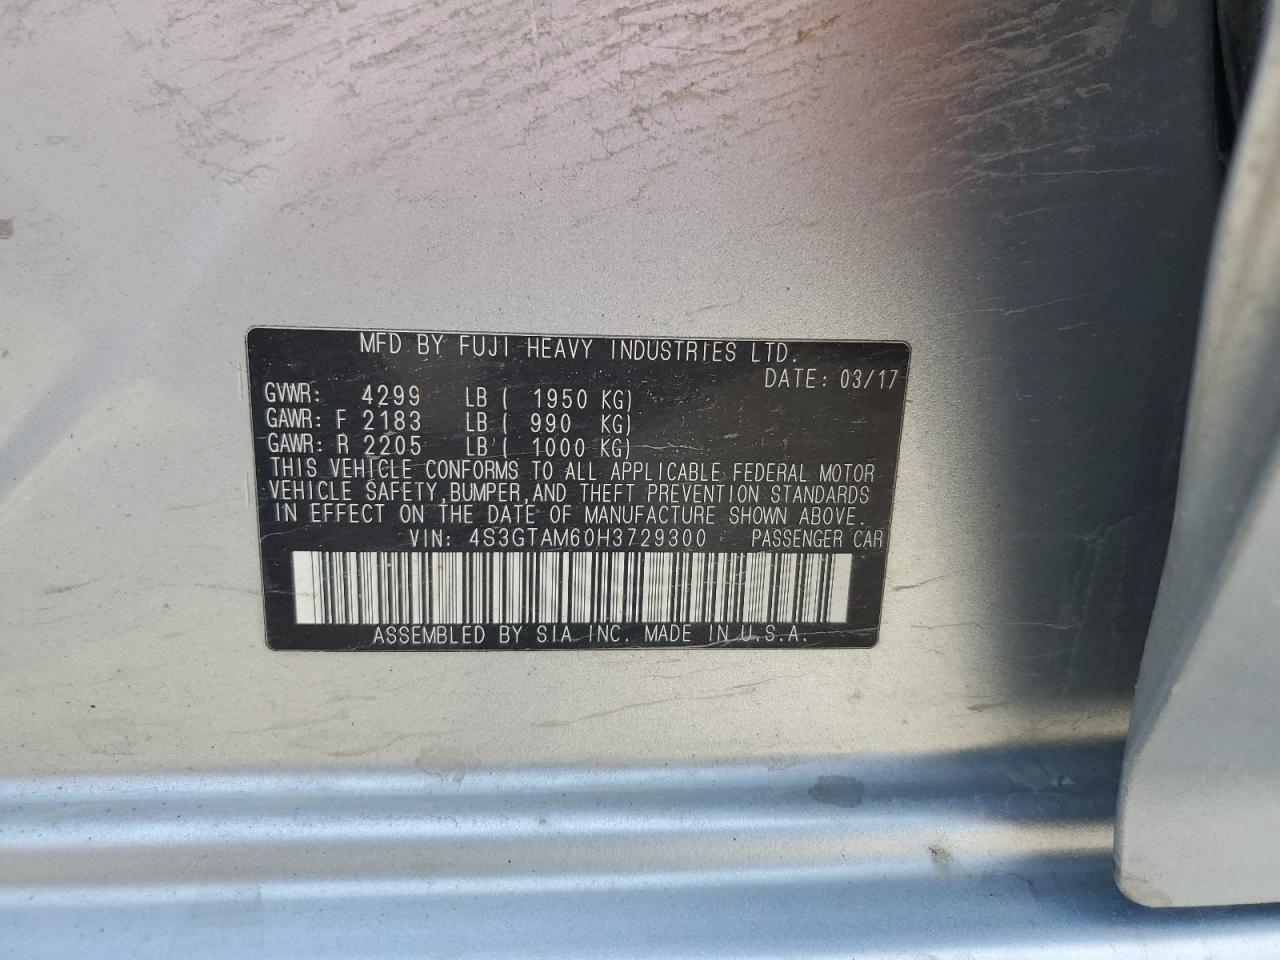 MFD BY FUJI HEAVY INDUSTRIES LTD.
DATE: 03/17
GVWR: 4299 LB ( 1950 KG)
GAWR: F 2183 LB ( 990 KG)
GAWR: R 2205 LB ( 1000 KG)
THIS VEHICLE CONFORMS TO ALL APPLICABLE FEDERAL MOTOR
VEHICLE SAFETY,BUMPER,AND THEFT PREVENTION STANDARDS
IN EFFECT ON THE DATE OF MANUFACTURE SHOWN ABOVE.
VIN: 4S3GTAM60H3729300 PASSENGER CAR
ASSEMBLED BY SIA INC. MADE IN U.S.A.